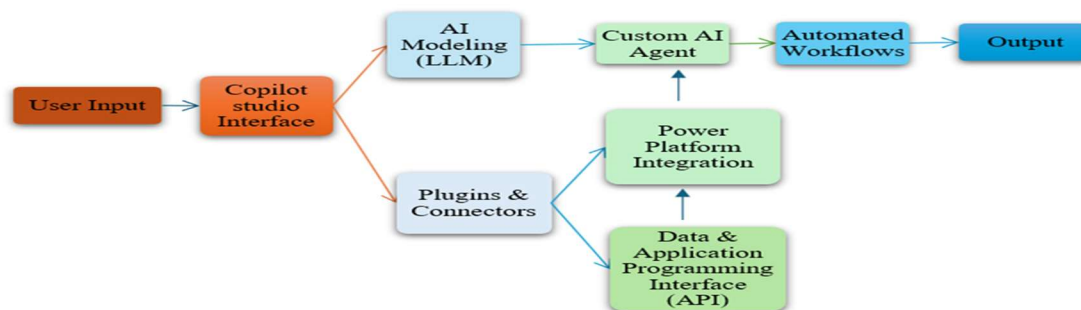 User Input
Copilot
studio
Interface
AI
Modeling
(LLM)
Custom AI
Agent
Automated
Workflows
Output
Plugins &
Connectors
Power
Platform
Integration
Data &
Application
Programming
Interface
(API)